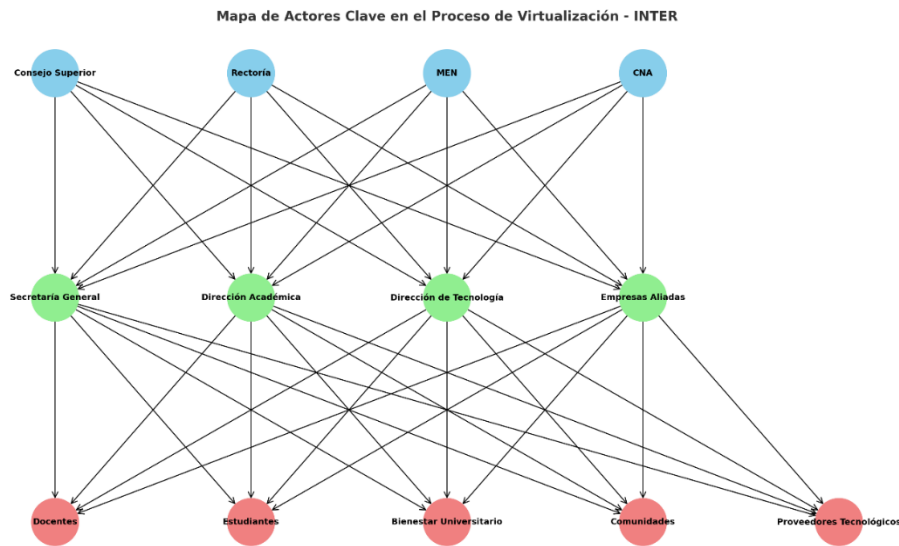 Mapa de Actores Clave en el Proceso de Virtualización - INTER
Consejo Superior
Rectoría
MEN
CNA
Secretaría General
Dirección Académica
Dirección de Tecnología
Empresas Aliadas
Docentes
Estudiantes
Bienestar Universitario
Comunidades
Proveedores Tecnológicos